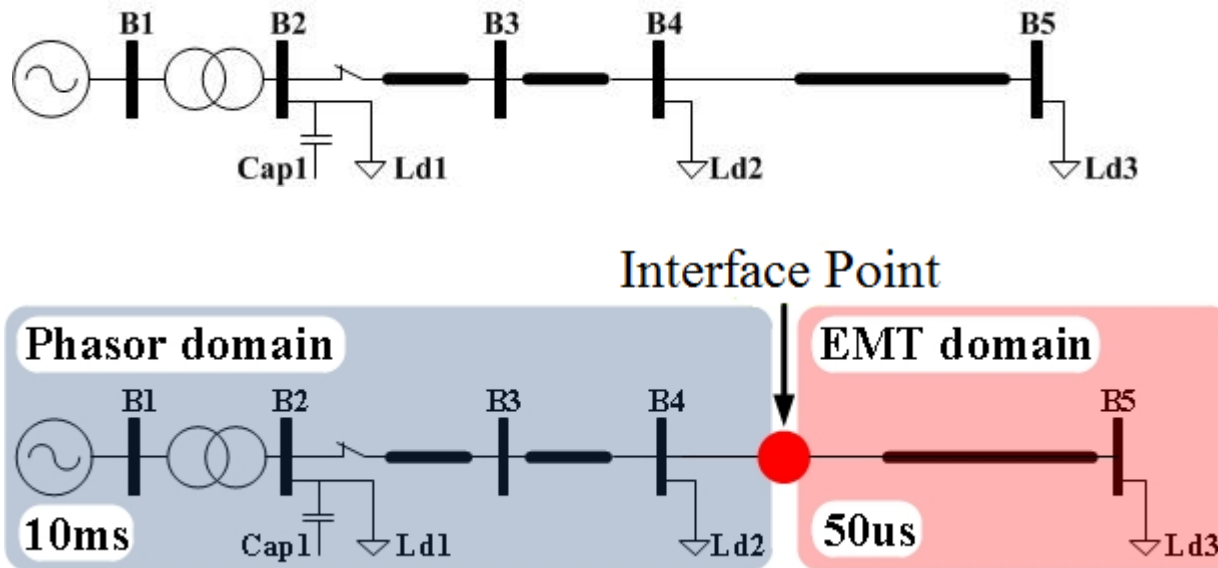 B1 B2 B3 B4 B5
Cap1 Ld1 Ld2 Ld3
Interface Point
Phasor domain EMT domain
B1 B2 B3 B4 B5
10ms Cap1 Ld1 Ld2 50us Ld3